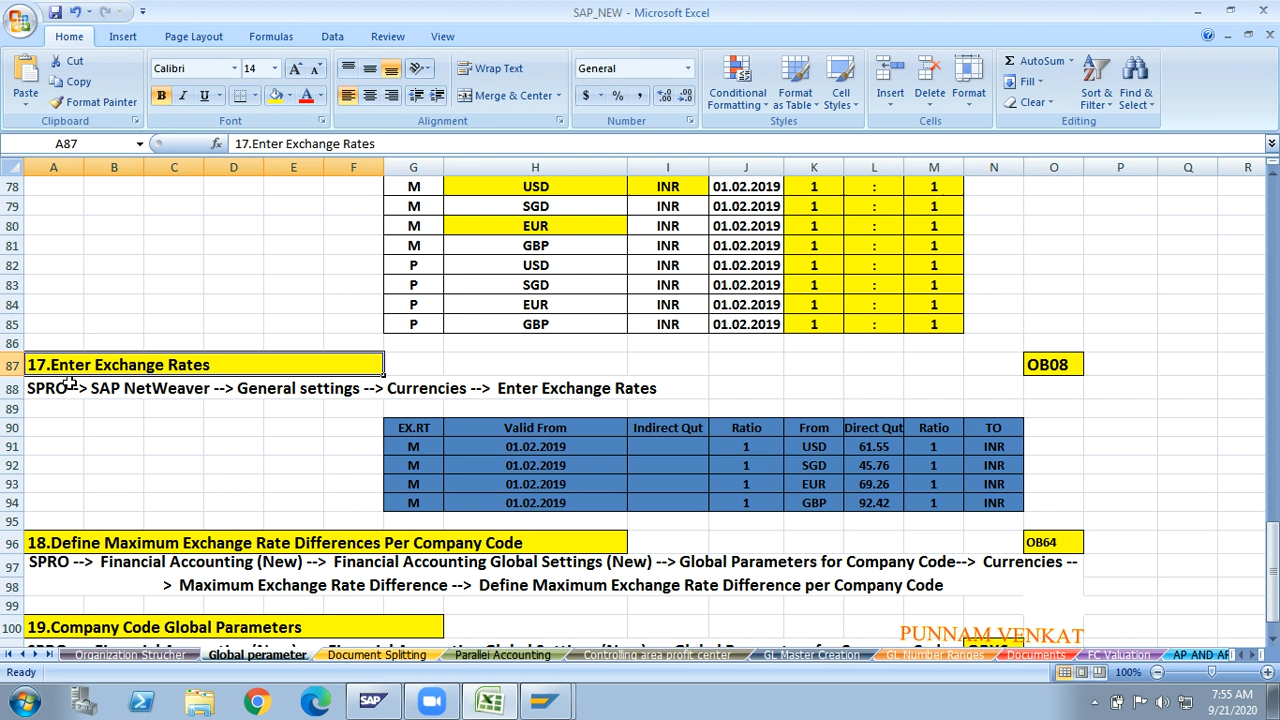 SAP_NEW - Microsoft Excel
Home Insert Page Layout Formulas Data Review View
Paste
Cut
Copy
Format Painter
Clipboard
Calibri 14
B I U
Font
Wrap Text
Merge & Center
Alignment
General
$ % ,
Number
Conditional Formatting
Format as Table
Cell Styles
Styles
Insert Delete Format
Cells
AutoSum
Fill
Clear
Sort & Filter
Find & Select
Editing
A87 fx 17.Enter Exchange Rates
A B C D E F G H I J K L M N O P Q R
78 M USD INR 01.02.2019 1 : 1
79 M SGD INR 01.02.2019 1 : 1
80 M EUR INR 01.02.2019 1 : 1
81 M GBP INR 01.02.2019 1 : 1
82 P USD INR 01.02.2019 1 : 1
83 P SGD INR 01.02.2019 1 : 1
84 P EUR INR 01.02.2019 1 : 1
85 P GBP INR 01.02.2019 1 : 1
86
87 17.Enter Exchange Rates OB08
88 SPRO --> SAP NetWeaver --> General settings --> Currencies --> Enter Exchange Rates
89
90 EX.RT Valid From Indirect Qut Ratio From Direct Qut Ratio TO
91 M 01.02.2019 1 USD 61.55 1 INR
92 M 01.02.2019 1 SGD 45.76 1 INR
93 M 01.02.2019 1 EUR 69.26 1 INR
94 M 01.02.2019 1 GBP 92.42 1 INR
95
96 18.Define Maximum Exchange Rate Differences Per Company Code OB64
97 SPRO --> Financial Accounting (New) --> Financial Accounting Global Settings (New) --> Global Parameters for Company Code--> Currencies --
98 > Maximum Exchange Rate Difference --> Define Maximum Exchange Rate Difference per Company Code
99
100 19.Company Code Global Parameters
PUNNAM VENKAT
Organization Strucher Global perameter Document Splitting Parallel Accounting Controlling area profit center GL Master Creation GL Number Ranges Documents FC Valuation AP AND AR
Ready 100%
SAP
7:55 AM
9/21/2020